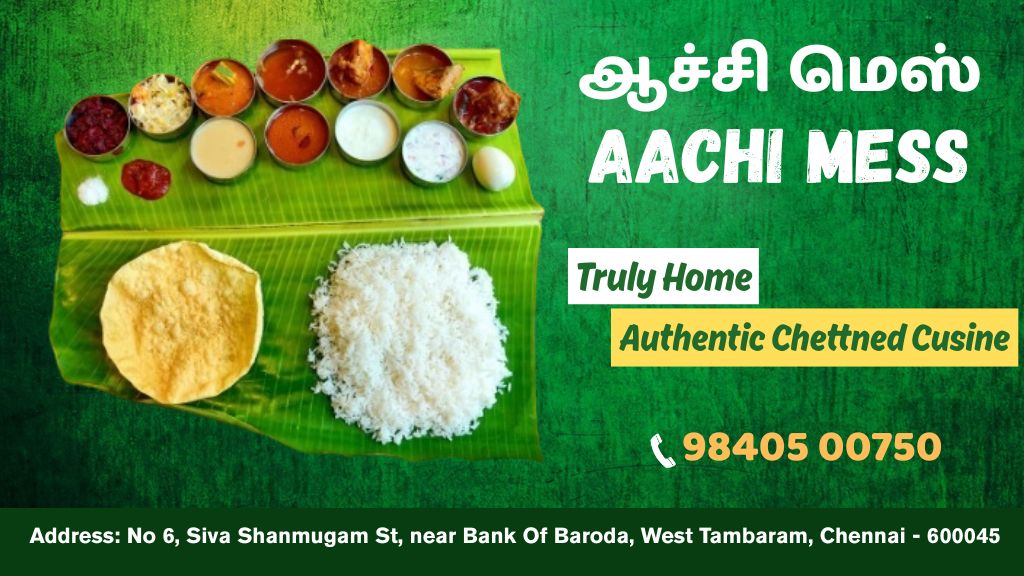 ஆச்சி மெஸ்
AACHI MESS
Truly Home
Authentic Chettned Cusine
98405 00750
Address: No 6, Siva Shanmugam St, near Bank Of Baroda, West Tambaram, Chennai - 600045